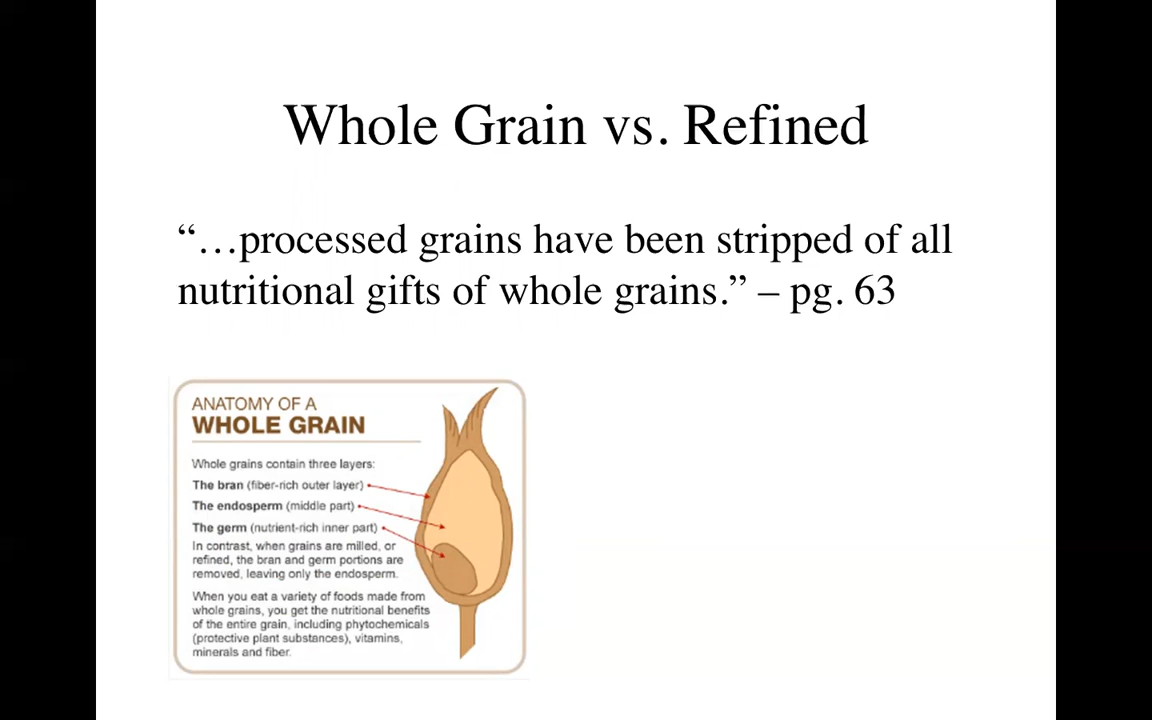 Whole Grain vs. Refined
“…processed grains have been stripped of all
nutritional gifts of whole grains.” – pg. 63
ANATOMY OF A
WHOLE GRAIN
Whole grains contain three layers:
The bran (fiber-rich outer layer)
The endosperm (middle part)
The germ (nutrient-rich inner part)
In contrast, when grains are milled, or
refined, the bran and germ portions are
removed, leaving only the endosperm.
When you eat a variety of foods made from
whole grains, you get the nutritional benefits
of the entire grain, including phytochemicals
(protective plant substances), vitamins,
minerals and fiber.